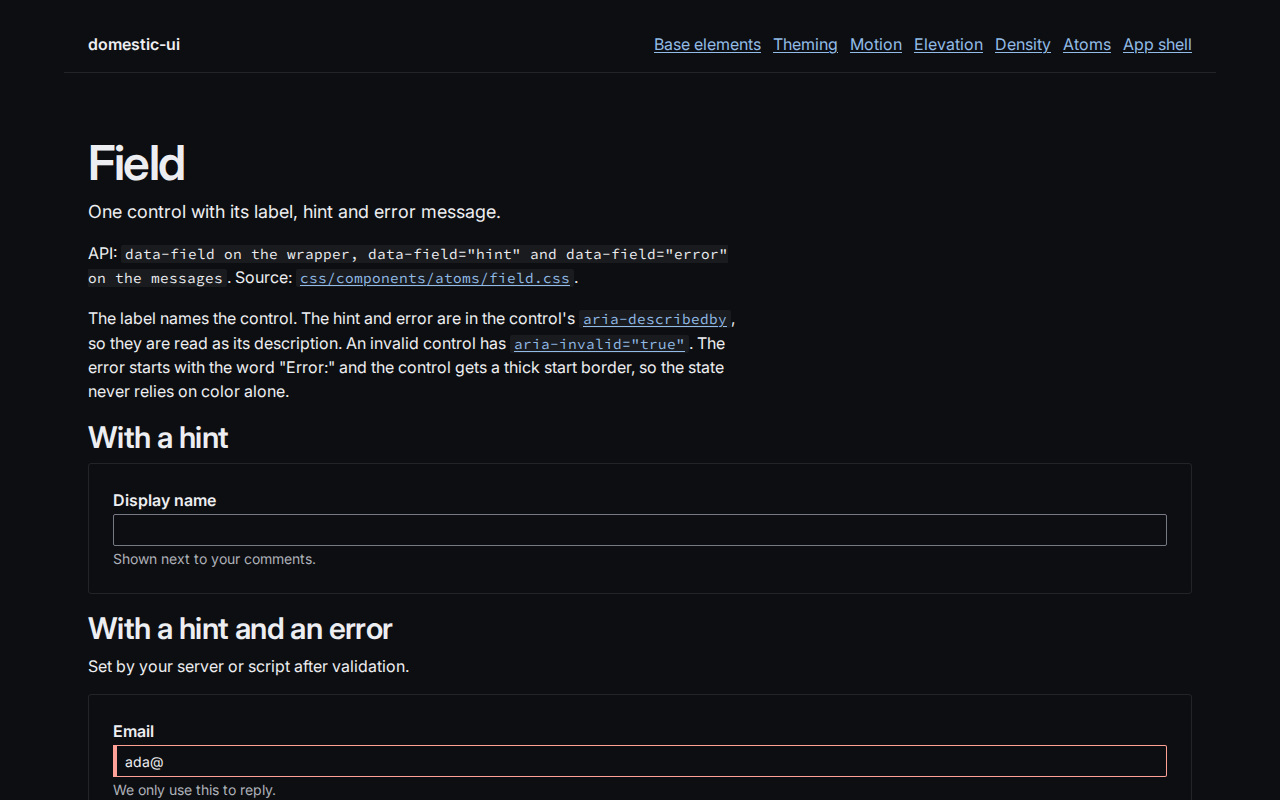 domestic-ui
Base elements Theming Motion Elevation Density Atoms App shell
Field
One control with its label, hint and error message.
API: data-field on the wrapper, data-field="hint" and data-field="error"
on the messages. Source: css/components/atoms/field.css.
The label names the control. The hint and error are in the control's aria-describedby,
so they are read as its description. An invalid control has aria-invalid="true". The
error starts with the word "Error:" and the control gets a thick start border, so the state
never relies on color alone.
With a hint
Display name
Shown next to your comments.
With a hint and an error
Set by your server or script after validation.
Email
ada@
We only use this to reply.